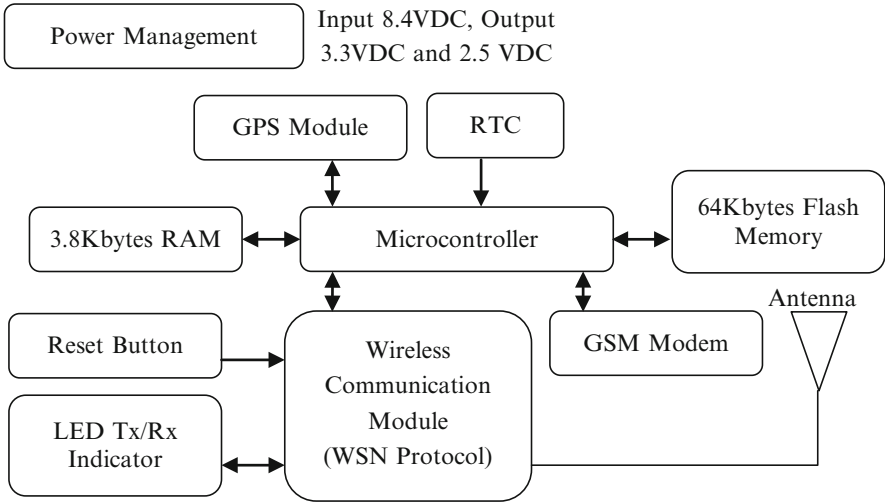 Power Management
Input 8.4VDC, Output
3.3VDC and 2.5 VDC
GPS Module
RTC
3.8Kbytes RAM
Microcontroller
64Kbytes Flash
Memory
Antenna
Reset Button
Wireless
Communication
Module
(WSN Protocol)
GSM Modem
LED Tx/Rx
Indicator